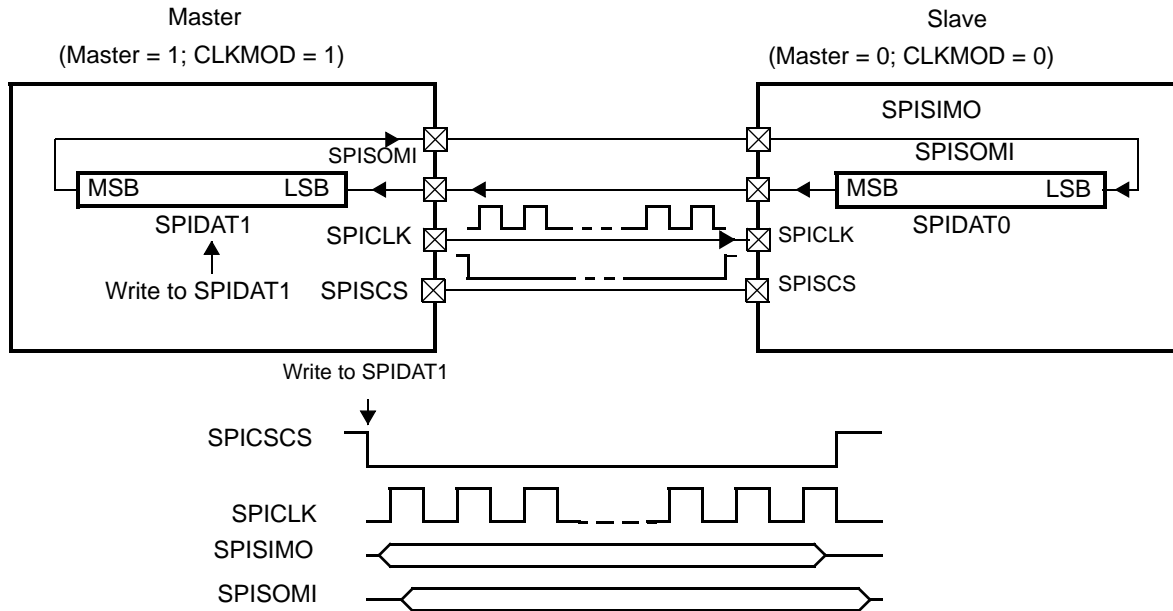 Master
(Master = 1; CLKMOD = 1)
Slave
(Master = 0; CLKMOD = 0)
SPISIMO
SPISOMI
SPISOMI
MSB LSB
MSB LSB
SPIDAT1
SPICLK
SPICLK
SPIDAT0
Write to SPIDAT1
SPISCS
SPISCS
Write to SPIDAT1
SPICSCS
SPICLK
SPISIMO
SPISOMI